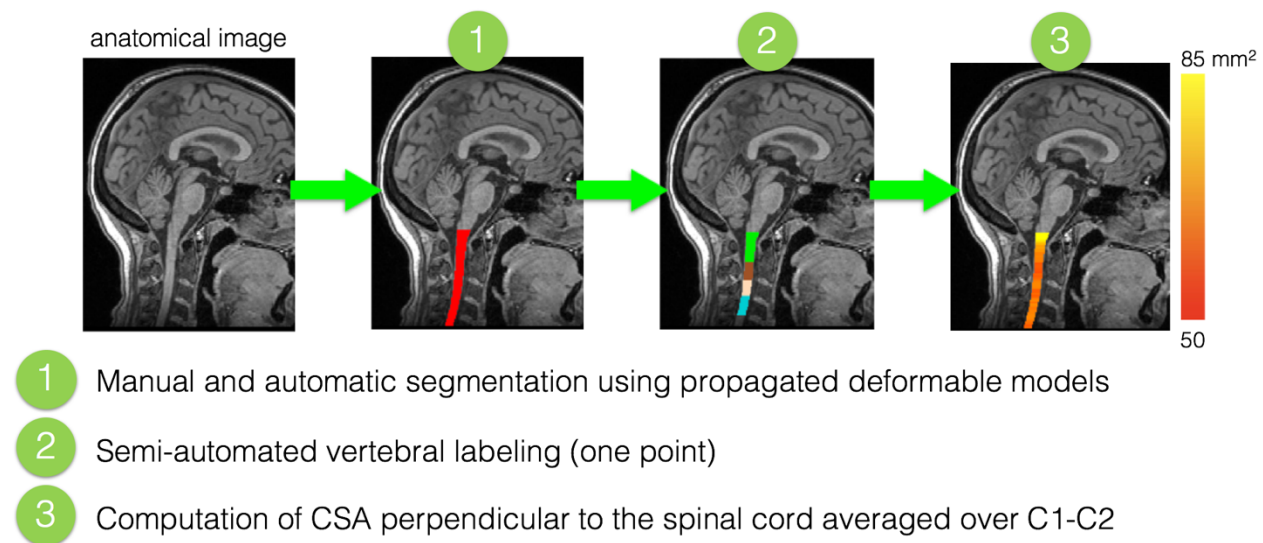 anatomical image
1
2
3
85 mm²
50
1 Manual and automatic segmentation using propagated deformable models
2 Semi-automated vertebral labeling (one point)
3 Computation of CSA perpendicular to the spinal cord averaged over C1-C2